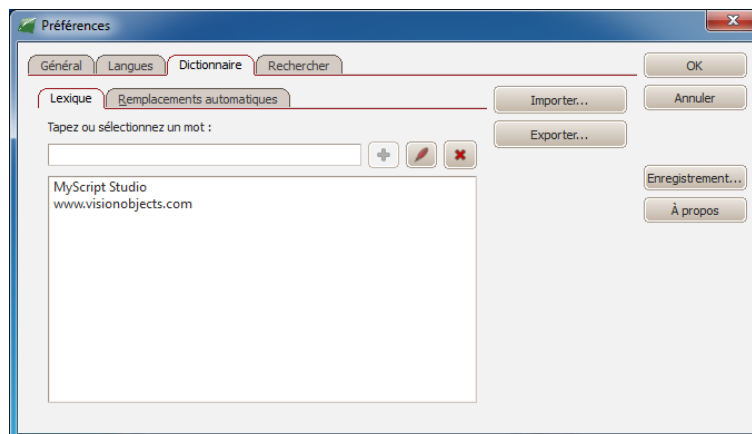 Préférences
Général Langues Dictionnaire Rechercher OK
Lexique Remplacements automatiques Importer... Annuler
Tapez ou sélectionnez un mot : Exporter...
MyScript Studio Enregistrement...
www.visionobjects.com À propos